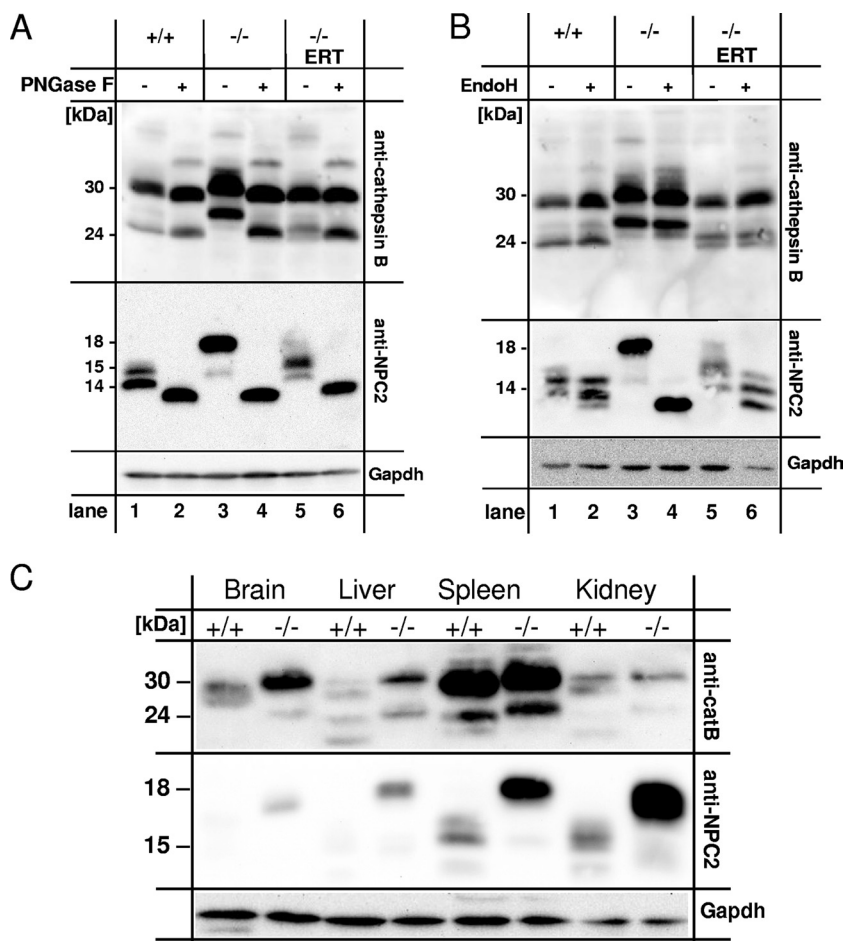 A
+/+ -/- -/-
ERT
PNGase F - + - + - +
[kDa]
30 -
24 -
anti-cathepsin B
18 -
15 -
14 -
anti-NPC2
Gapdh
lane 1 2 3 4 5 6
B
+/+ -/- -/-
ERT
EndoH - + - + - +
[kDa]
30 -
24 -
anti-cathepsin B
18 -
14 -
anti-NPC2
Gapdh
lane 1 2 3 4 5 6
C
Brain Liver Spleen Kidney
[kDa] +/+ -/- +/+ -/- +/+ -/- +/+ -/-
30 –
24 –
anti-catB
18 –
15 –
anti-NPC2
Gapdh